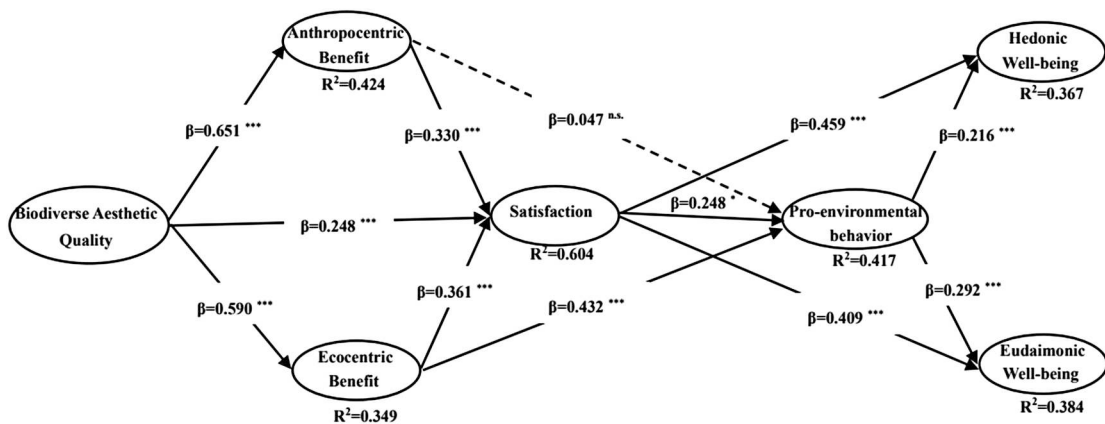 Anthropocentric
Benefit
R²=0.424
Hedonic
Well-being
R²=0.367
β=0.651 ***
β=0.330 ***
β=0.047 n.s.
β=0.459 ***
β=0.216 ***
Biodiverse Aesthetic
Quality
β=0.248 ***
Satisfaction
R²=0.604
β=0.248 *
Pro-environmental
behavior
R²=0.417
β=0.590 ***
β=0.361 ***
β=0.432 ***
β=0.409 ***
β=0.292 ***
Ecocentric
Benefit
R²=0.349
Eudaimonic
Well-being
R²=0.384